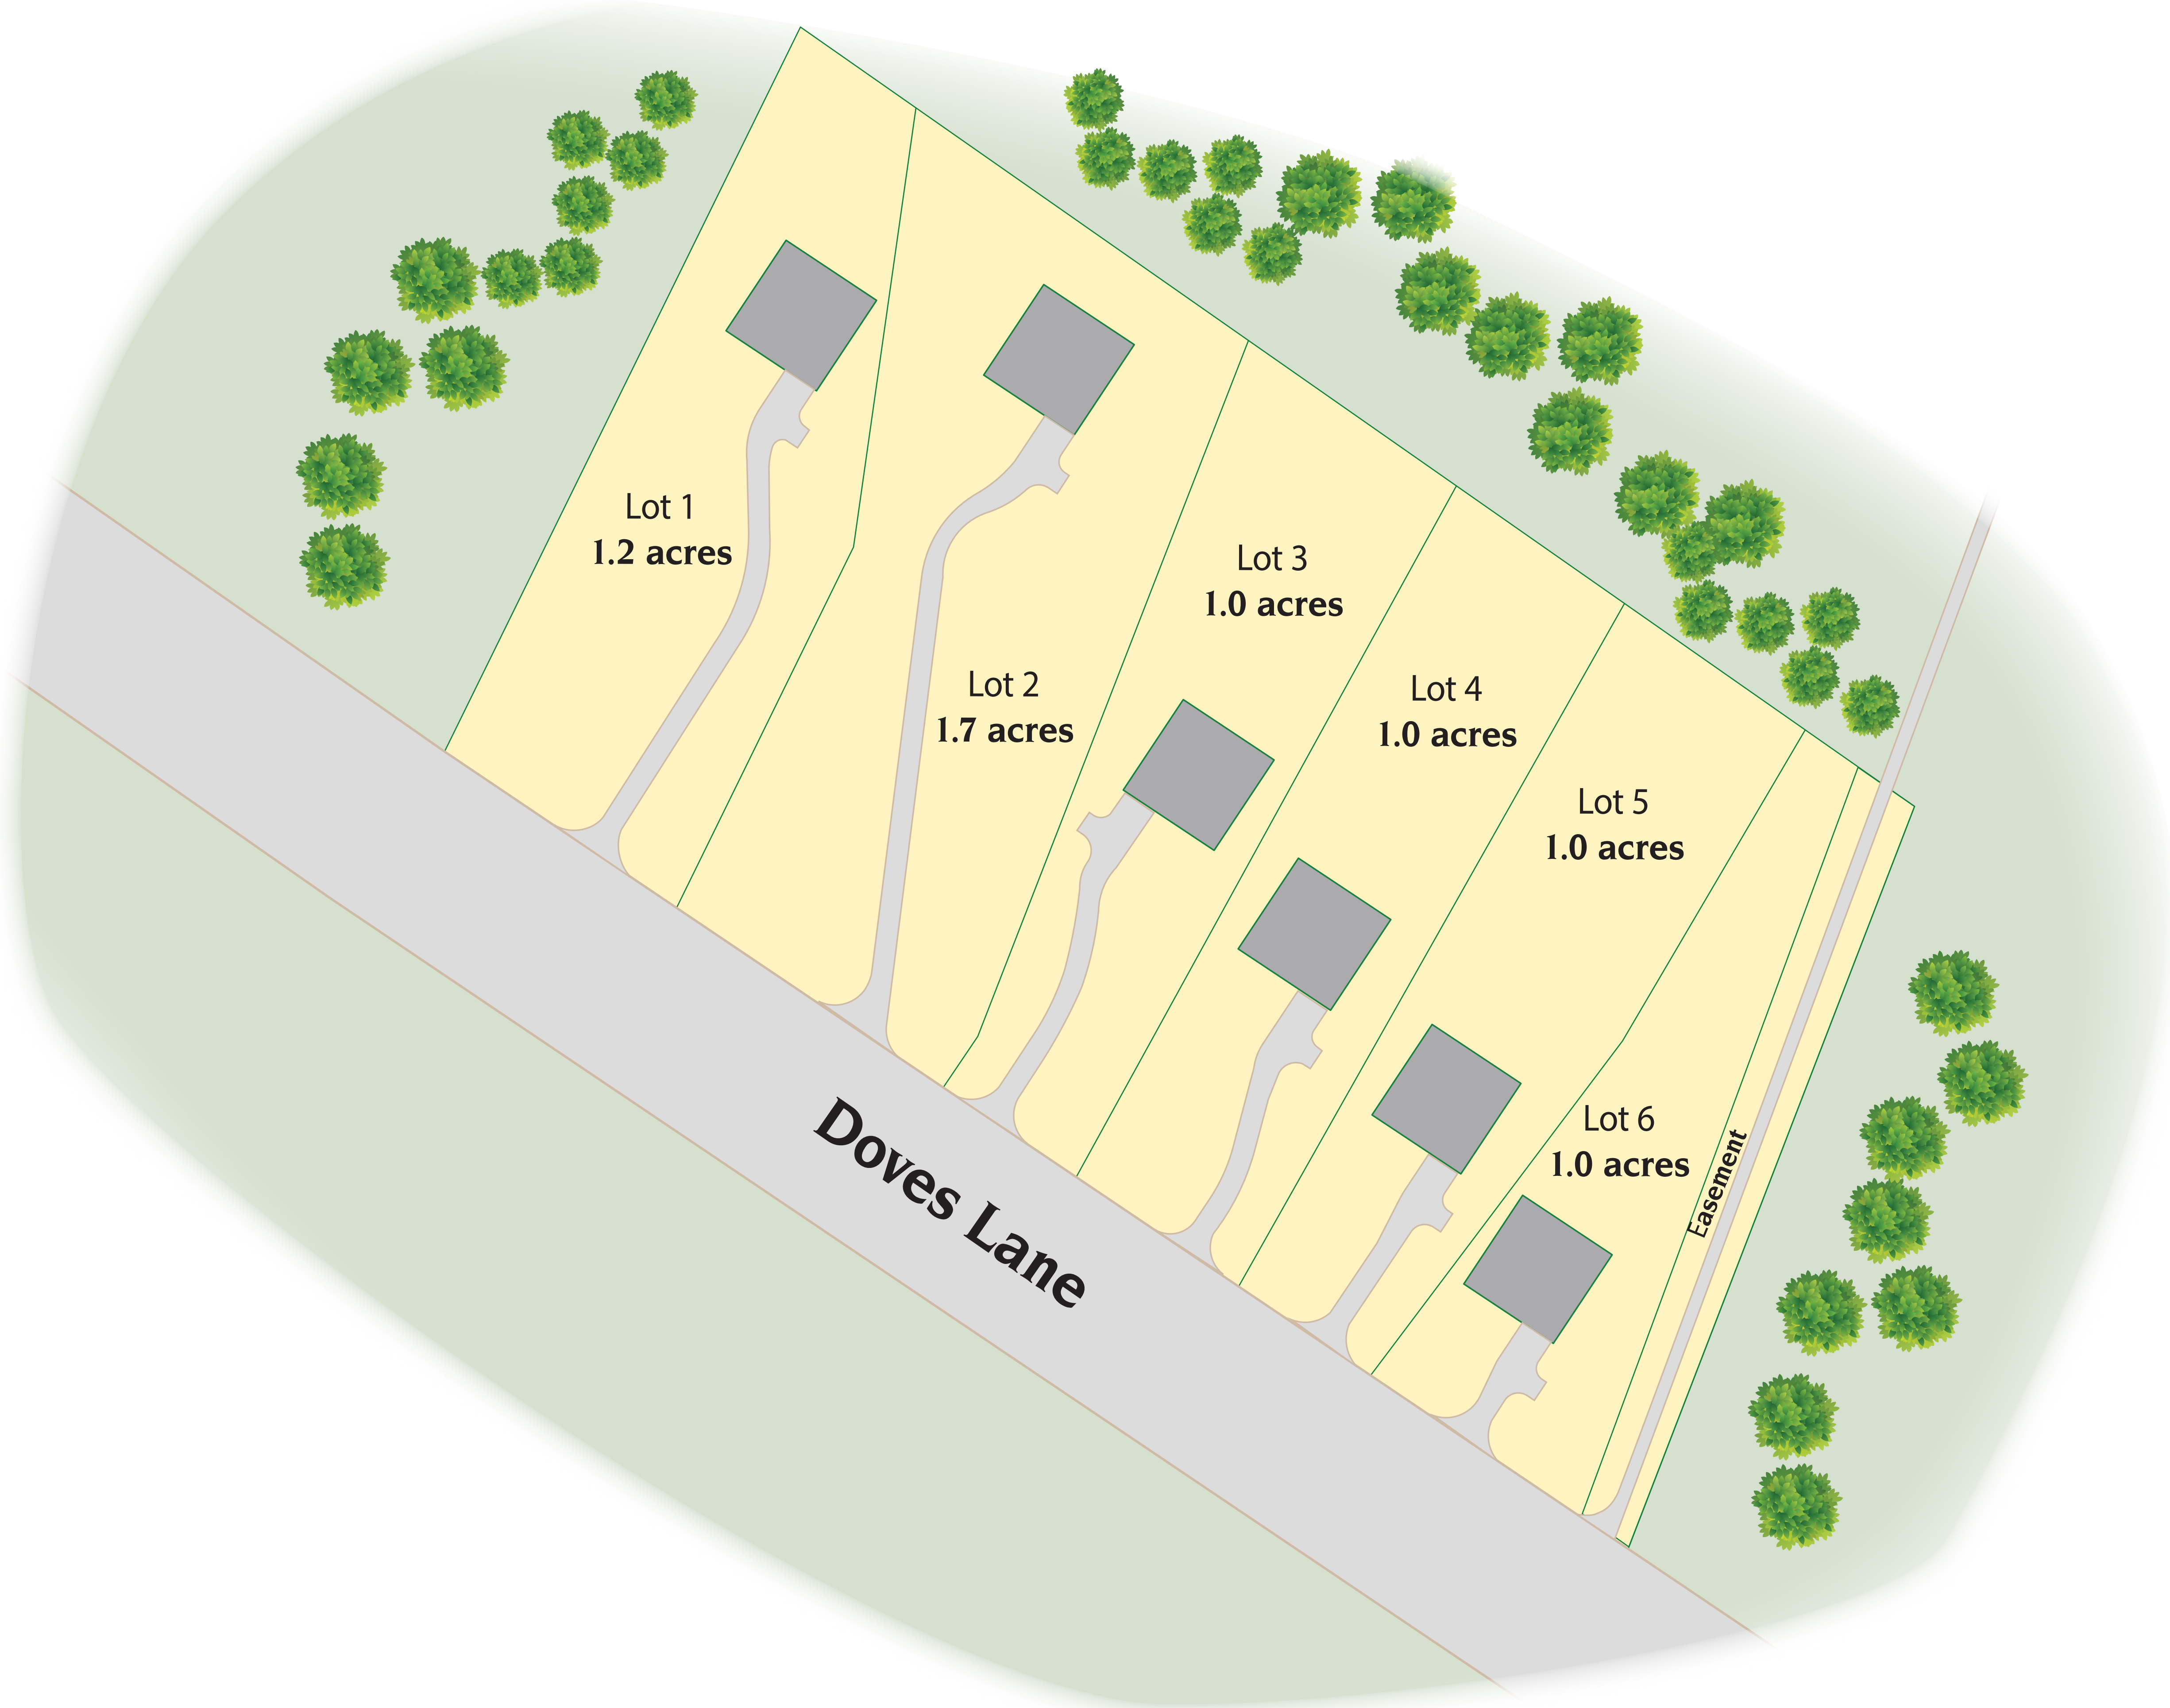 Lot 1
1.2 acres
Lot 2
1.7 acres
Lot 3
1.0 acres
Lot 4
1.0 acres
Lot 5
1.0 acres
Lot 6
1.0 acres
Easement
Doves Lane